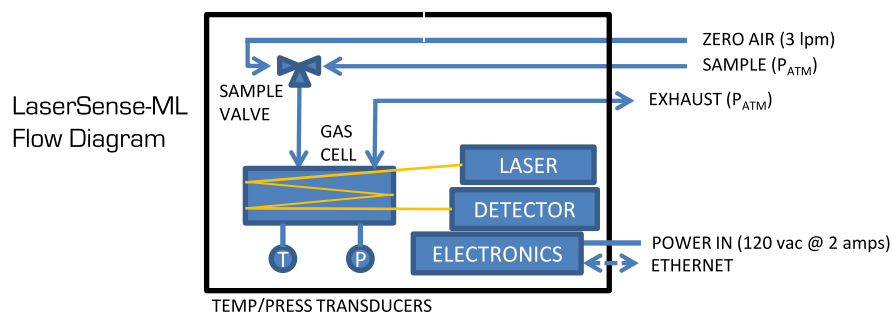 LaserSense-ML
Flow Diagram
ZERO AIR (3 lpm)
SAMPLE (PATM)
EXHAUST (PATM)
SAMPLE
VALVE
GAS
CELL
LASER
DETECTOR
ELECTRONICS
T
P
POWER IN (120 vac @ 2 amps)
ETHERNET
TEMP/PRESS TRANSDUCERS